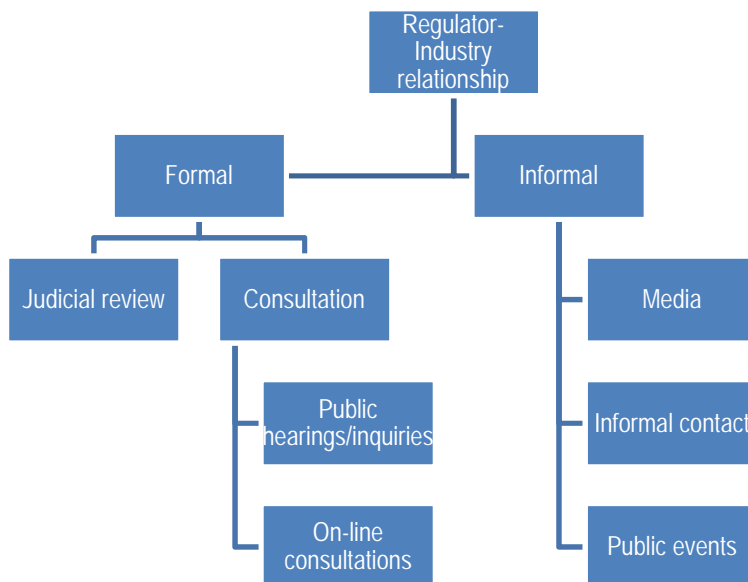 Regulator-
Industry
relationship
Formal
Informal
Judicial review
Consultation
Media
Public
hearings/inquiries
Informal contact
On-line
consultations
Public events